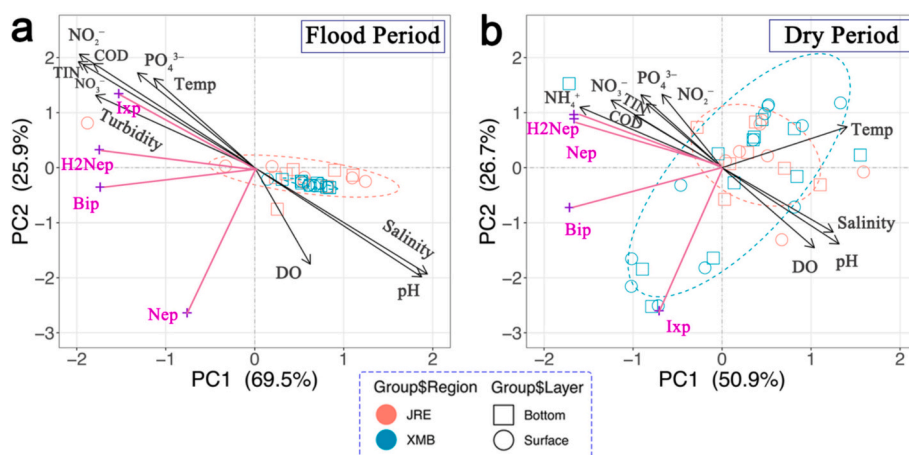 a
Flood Period
NO₂⁻
COD
PO₄³⁻
TIN
Temp
NO₃⁻
Ixp
Turbidity
H2Nep
Bip
Salinity
DO
pH
Nep
PC2 (25.9%)
2
1
0
−1
−2
−3
−2
−1
0
1
2
PC1 (69.5%)
b
Dry Period
PO₄³⁻
NO₃⁻
TIN
NO₂⁻
NH₄⁺
COD
H2Nep
Temp
Nep
Bip
Salinity
pH
DO
Ixp
PC2 (26.7%)
2
1
0
−1
−2
−3
−2
−1
0
1
2
PC1 (50.9%)
Group$Region
JRE
XMB
Group$Layer
Bottom
Surface